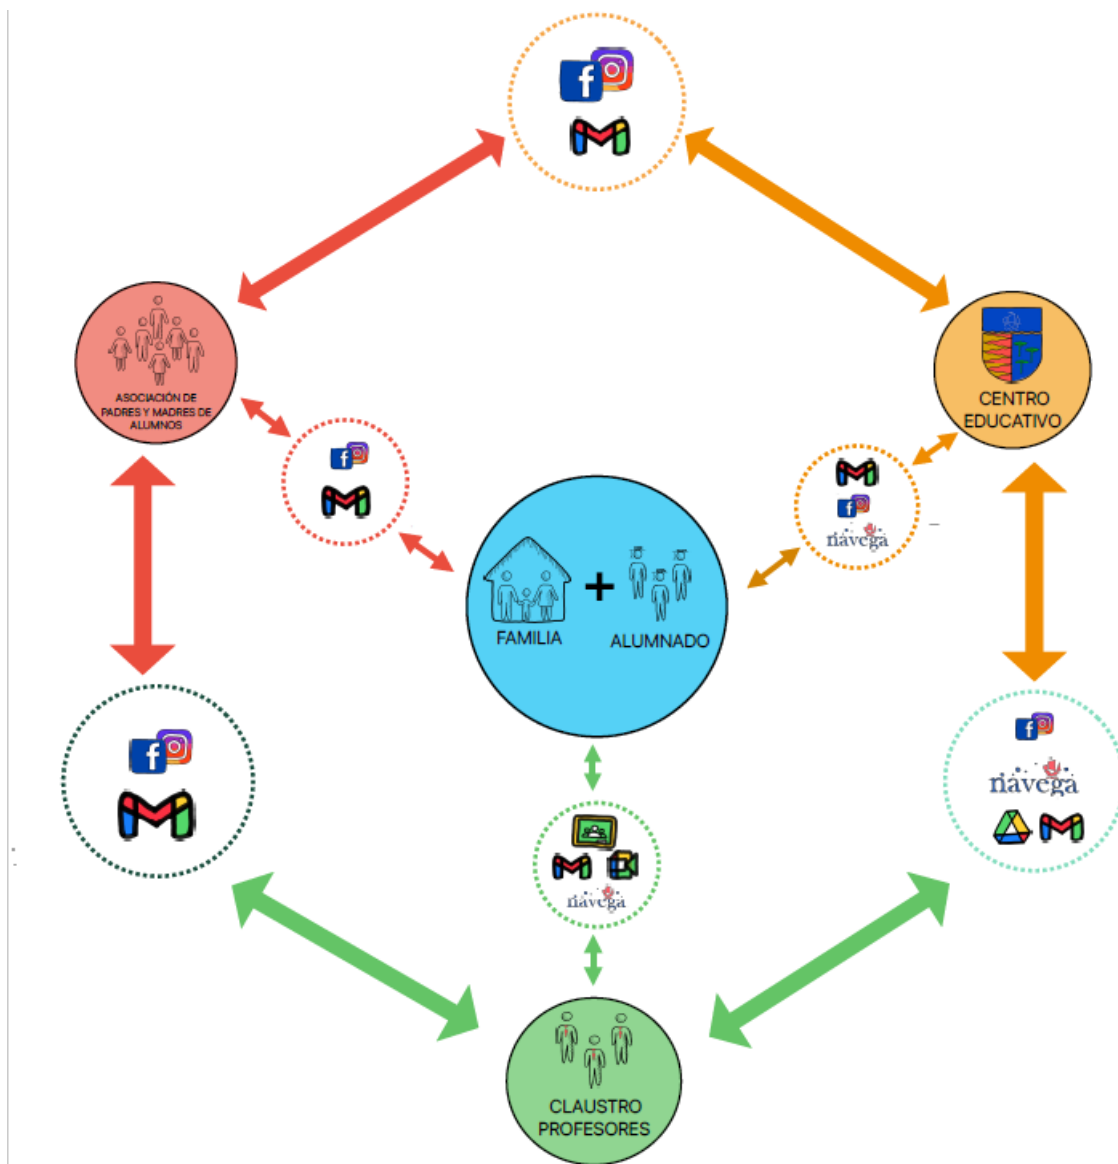 ASOCIACIÓN DE
PADRES Y MADRES DE
ALUMNOS
CENTRO
EDUCATIVO
navega
FAMILIA
+
ALUMNADO
navega
navega
CLAUSTRO
PROFESORES